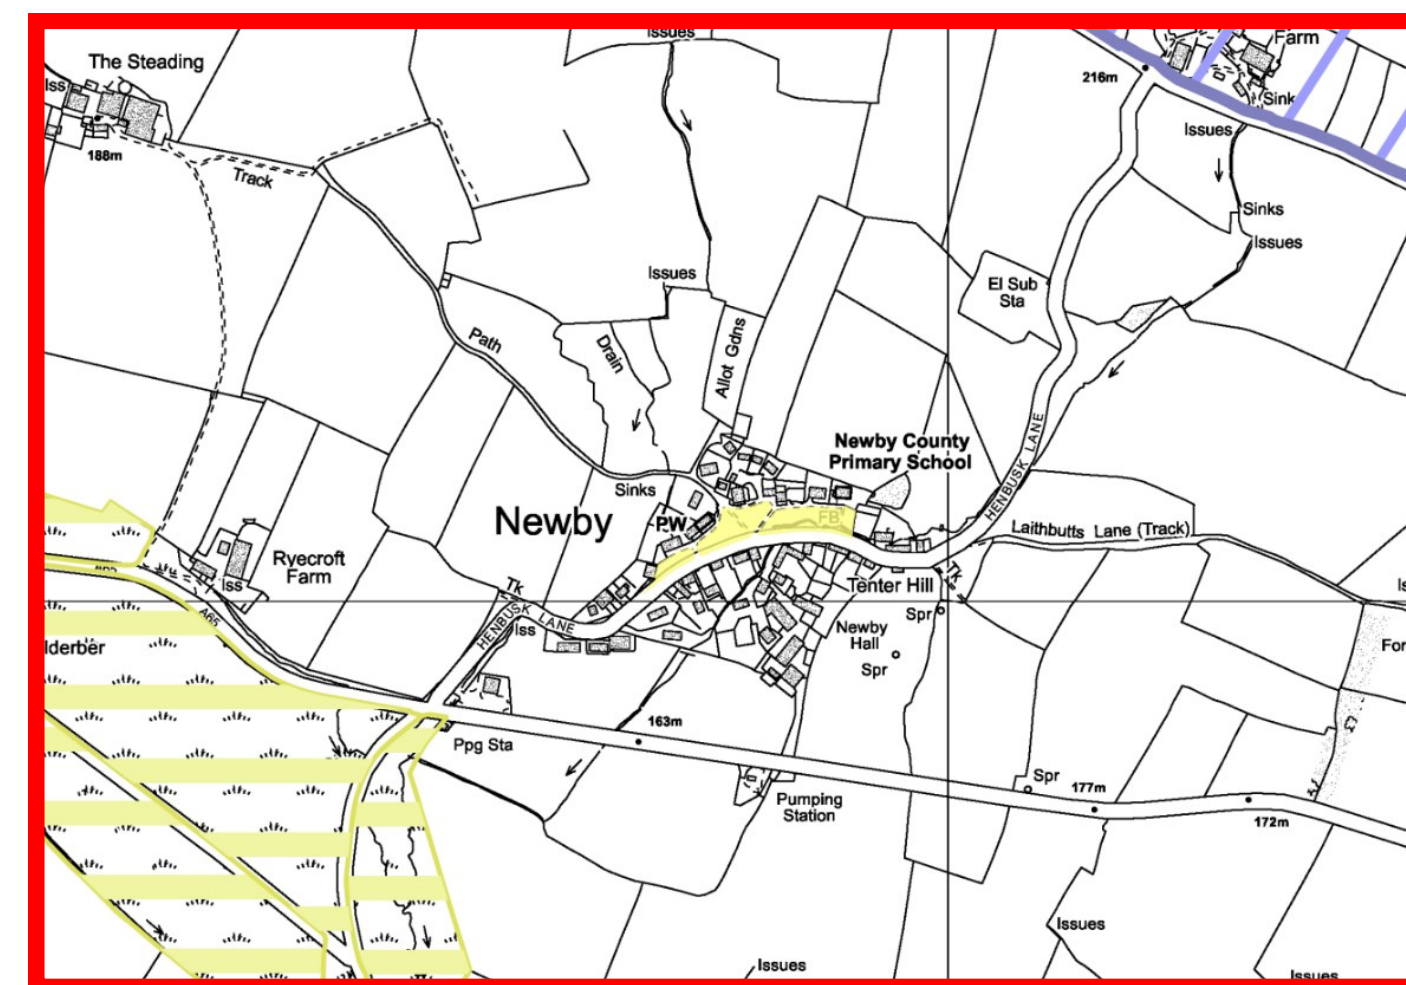 Issues
Farm
The Steading
216m
Iss
Sink
Issues
188m
Track
Sinks
Issues
Issues
El Sub
Sta
Path
Drain
Allot Gdns
HENBUSK LANE
Newby County
Primary School
Sinks
Newby
PW
FB
Laithbutts Lane (Track)
Ryecroft
Farm
Iss
Tk
Tenter Hill
Tk
A65
A65
HENBUSK LANE
Iss
Spr
Newby
Hall
Spr
lderber
For
163m
Ppg Sta
Spr
177m
Pumping
Station
172m
Issues
Issues
Issues